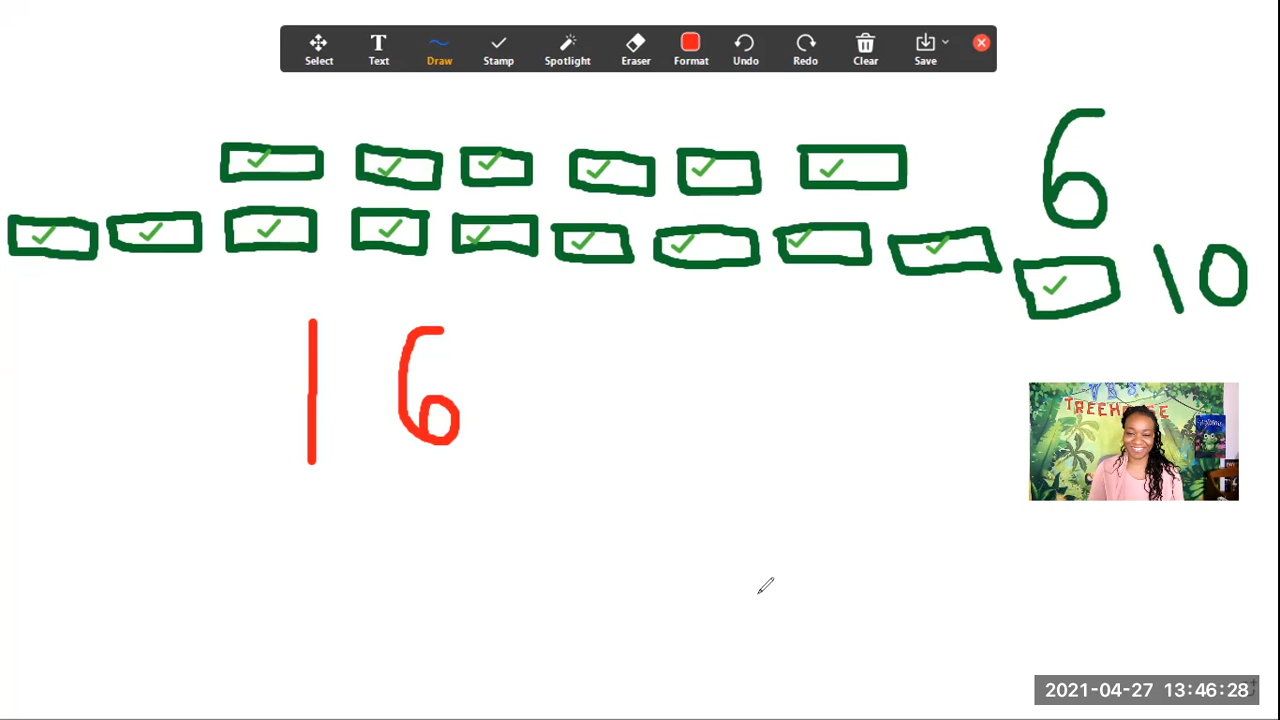 Select Text Draw Stamp Spotlight Eraser Format Undo Redo Clear Save
6
10
16
TREEHOUSE
2021-04-27 13:46:28